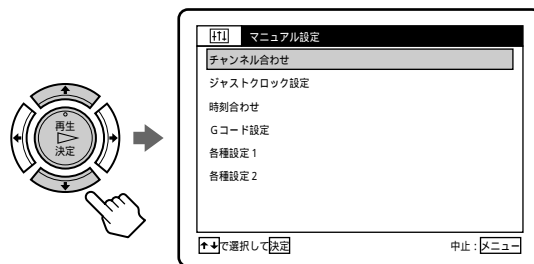 再生
決定
マニュアル設定
チャンネル合わせ
ジャストクロック設定
時刻合わせ
Gコード設定
各種設定1
各種設定2
↑↓で選択して決定 中止：メニュー